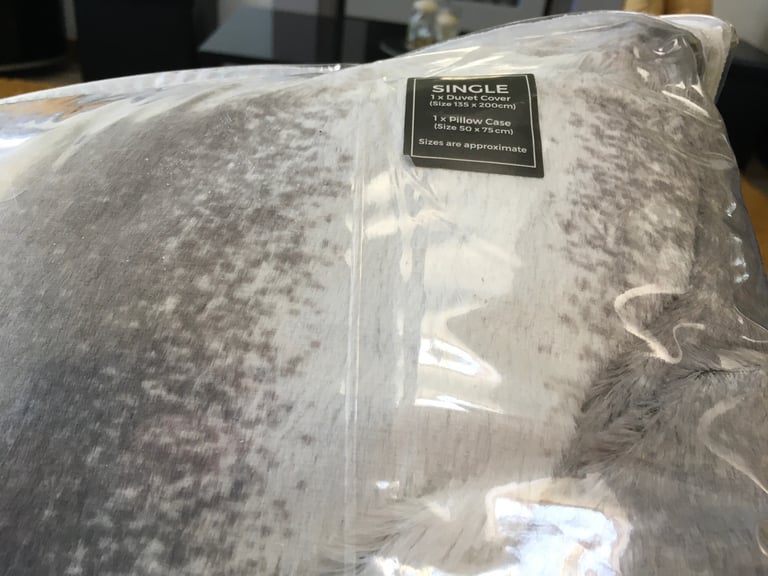 SINGLE
1 x Duvet Cover
(Size 135 x 200cm)
1 x Pillow Case
(Size 50 x 75cm)
Sizes are approximate